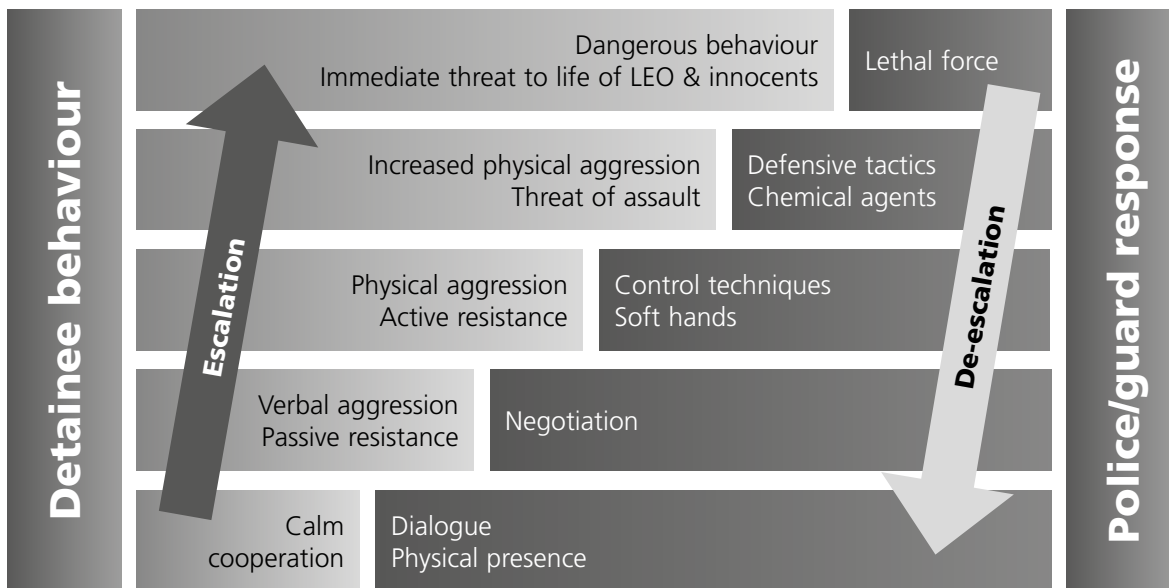 Detainee behaviour
Dangerous behaviour
Immediate threat to life of LEO & innocents
Lethal force
Increased physical aggression
Threat of assault
Defensive tactics
Chemical agents
Physical aggression
Active resistance
Control techniques
Soft hands
Verbal aggression
Passive resistance
Negotiation
Calm
cooperation
Dialogue
Physical presence
Escalation
De-escalation
Police/guard response